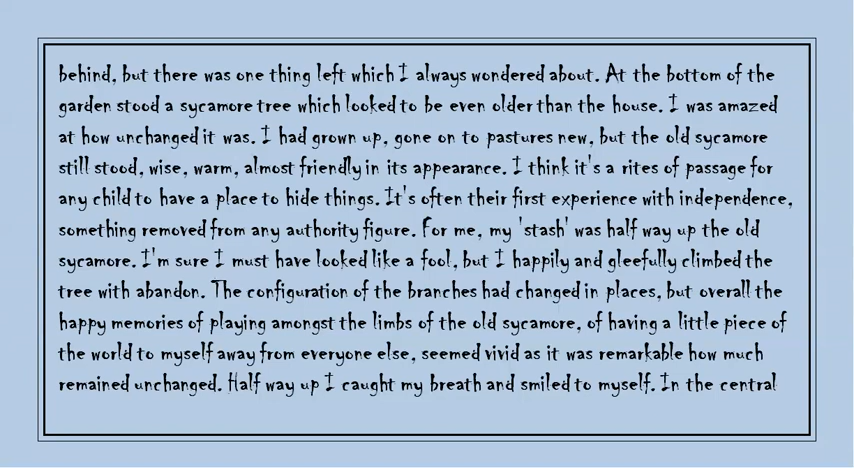 behind, but there was one thing left which I always wondered about. At the bottom of the
garden stood a sycamore tree which looked to be even older than the house. I was amazed
at how unchanged it was. I had grown up, gone on to pastures new, but the old sycamore
still stood, wise, warm, almost friendly in its appearance. I think it's a rites of passage for
any child to have a place to hide things. It's often their first experience with independence,
something removed from any authority figure. For me, my 'stash' was half way up the old
sycamore. I'm sure I must have looked like a fool, but I happily and gleefully climbed the
tree with abandon. The configuration of the branches had changed in places, but overall the
happy memories of playing amongst the limbs of the old sycamore, of having a little piece of
the world to myself away from everyone else, seemed vivid as it was remarkable how much
remained unchanged. Half way up I caught my breath and smiled to myself. In the central